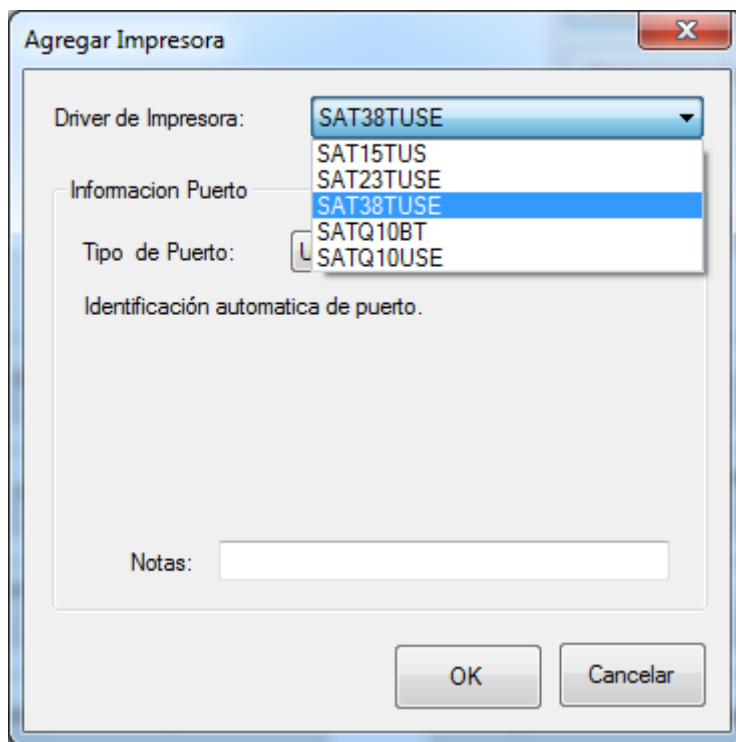 Agregar Impresora
Driver de Impresora: SAT38TUSE
SAT15TUS
SAT23TUSE
SAT38TUSE
SATQ10BT
SATQ10USE
Informacion Puerto
Tipo de Puerto:
Identificación automatica de puerto.
Notas:
OK Cancelar